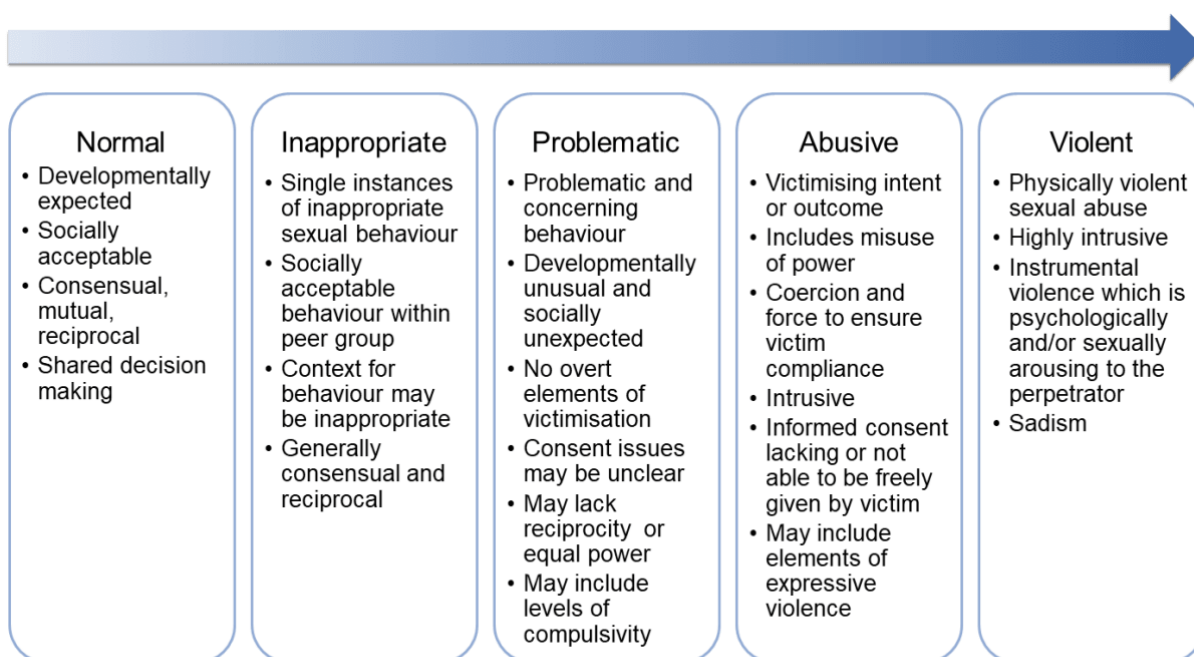 Normal
• Developmentally
expected
• Socially
acceptable
• Consensual,
mutual,
reciprocal
• Shared decision
making
Inappropriate
• Single instances
of inappropriate
sexual behaviour
• Socially
acceptable
behaviour within
peer group
• Context for
behaviour may
be inappropriate
• Generally
consensual and
reciprocal
Problematic
• Problematic and
concerning
behaviour
• Developmentally
unusual and
socially
unexpected
• No overt
elements of
victimisation
• Consent issues
may be unclear
• May lack
reciprocity or
equal power
• May include
levels of
compulsivity
Abusive
• Victimising intent
or outcome
• Includes misuse
of power
• Coercion and
force to ensure
victim
compliance
• Intrusive
• Informed consent
lacking or not
able to be freely
given by victim
• May include
elements of
expressive
violence
Violent
• Physically violent
sexual abuse
• Highly intrusive
• Instrumental
violence which is
psychologically
and/or sexually
arousing to the
perpetrator
• Sadism